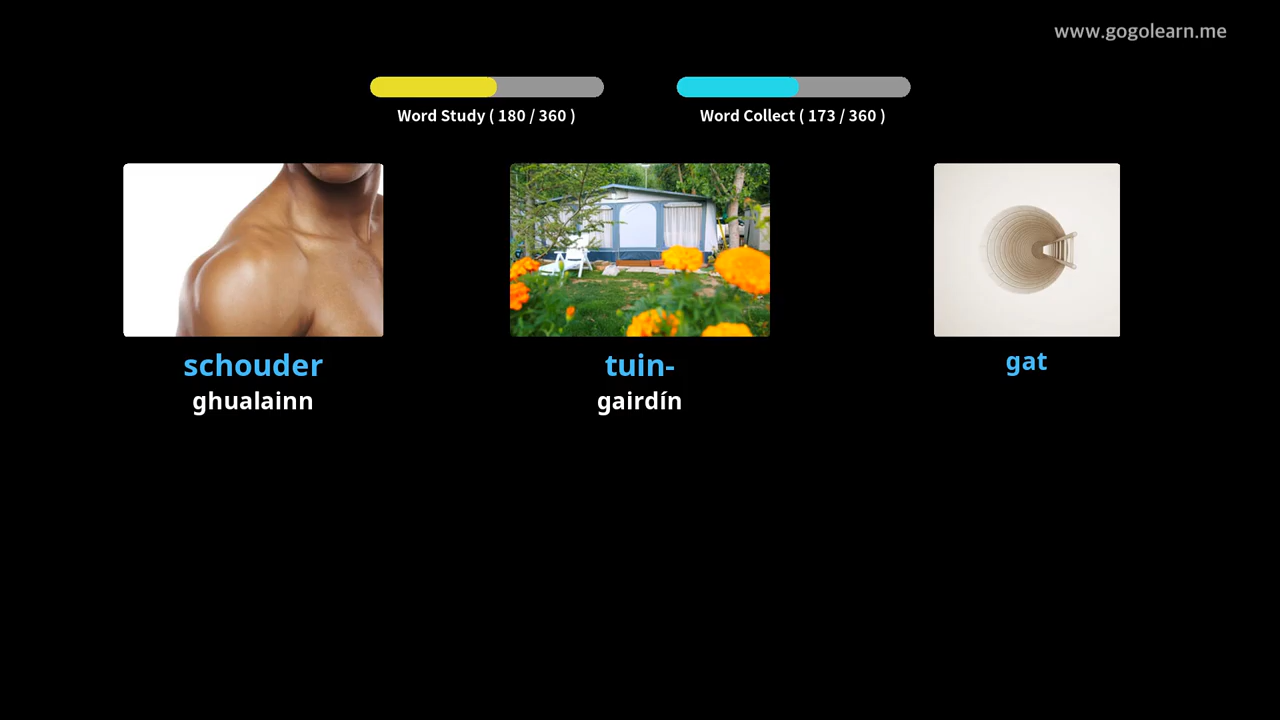 www.gogolearn.me
Word Study ( 180 / 360 )
Word Collect ( 173 / 360 )
schouder
tuin-
gat
ghualainn
gairdín